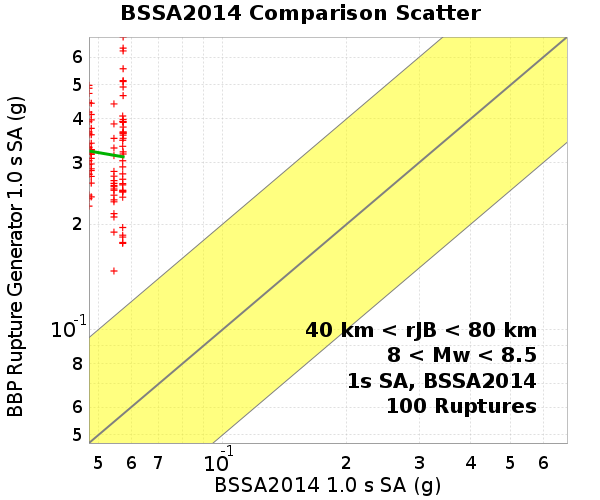 BSSA2014 Comparison Scatter
BBP Rupture Generator 1.0 s SA (g)
6
5
4
3
2
10^-1
8
6
5
40 km < rJB < 80 km
8 < Mw < 8.5
1s SA, BSSA2014
100 Ruptures
5 6 7 10^-1 2 3 4 5 6
BSSA2014 1.0 s SA (g)